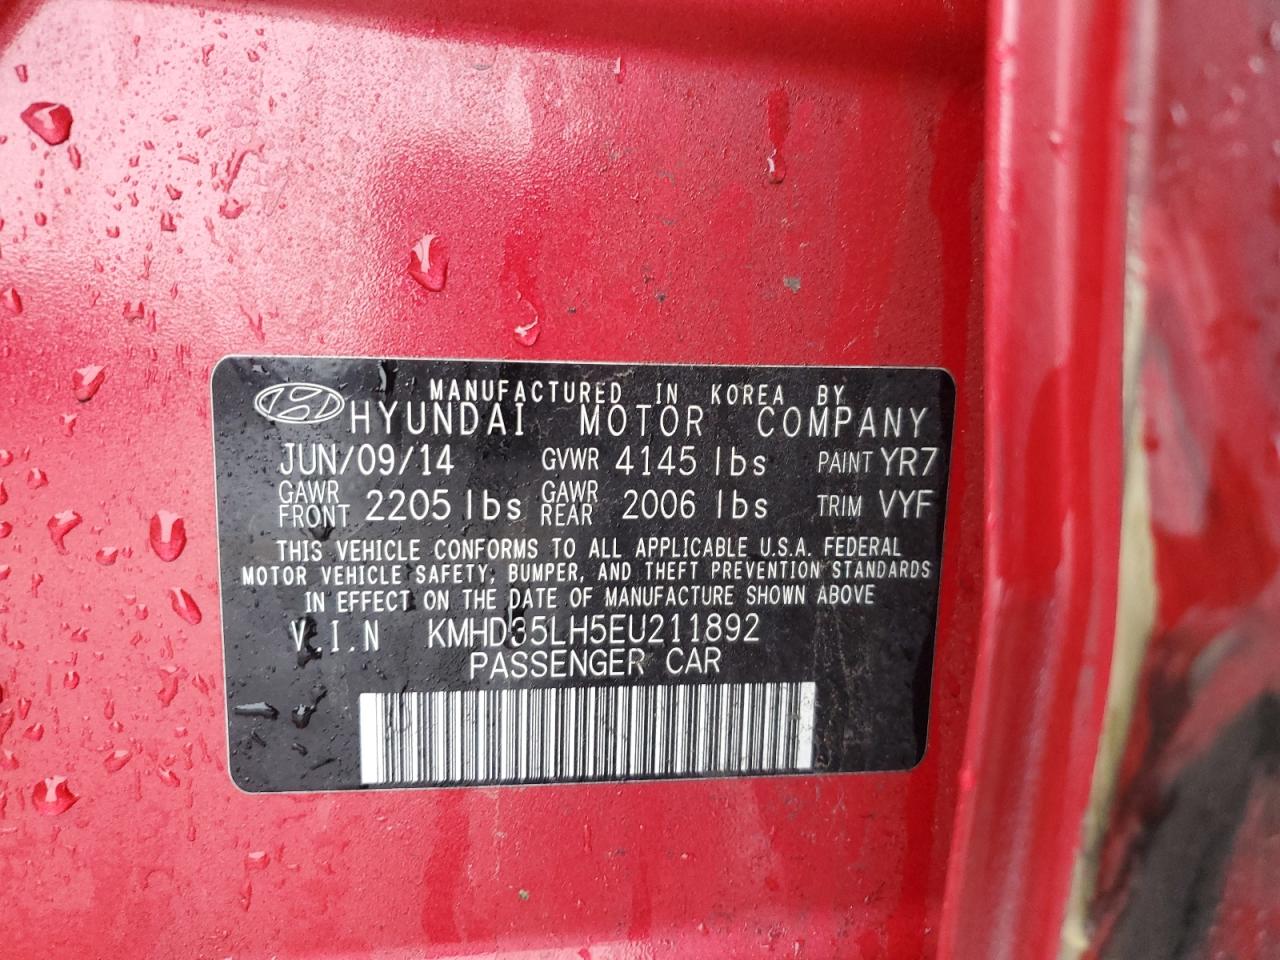 MANUFACTURED IN KOREA BY
HYUNDAI MOTOR COMPANY
JUN/09/14 GVWR 4145 lbs PAINT YR7
GAWR FRONT 2205 lbs GAWR REAR 2006 lbs TRIM VYF
THIS VEHICLE CONFORMS TO ALL APPLICABLE U.S.A. FEDERAL
MOTOR VEHICLE SAFETY, BUMPER, AND THEFT PREVENTION STANDARDS
IN EFFECT ON THE DATE OF MANUFACTURE SHOWN ABOVE
V.I.N KMHD35LH5EU211892
PASSENGER CAR